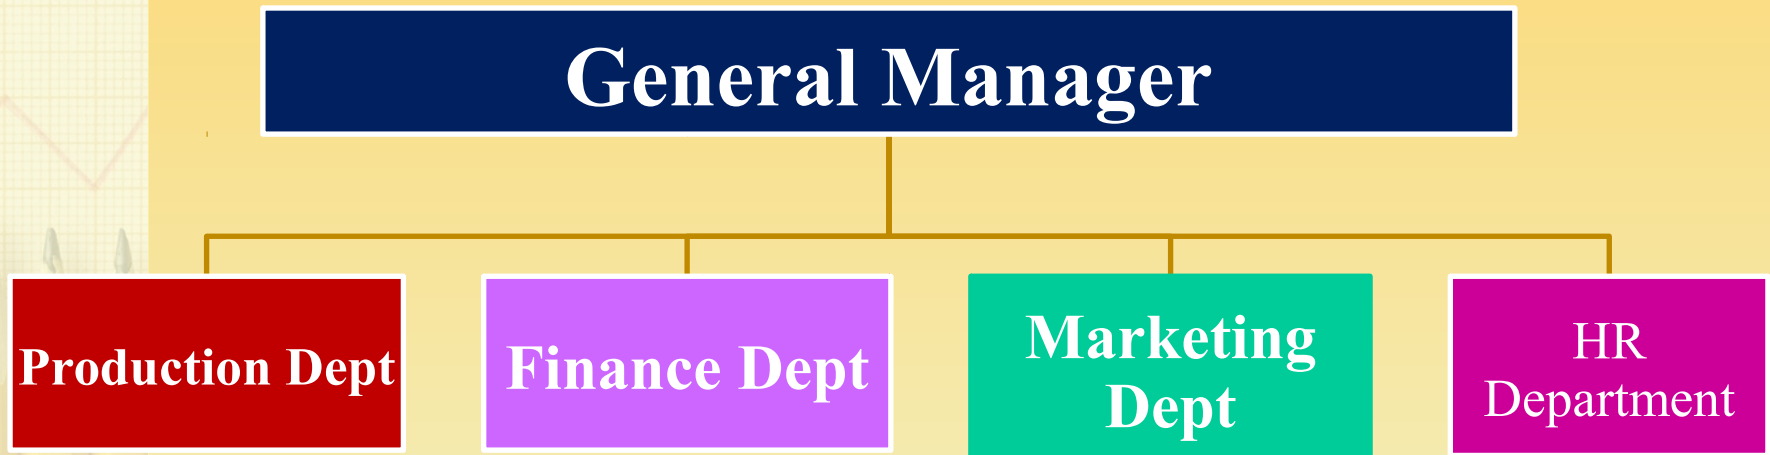 General Manager
Production Dept
Finance Dept
Marketing
Dept
HR
Department